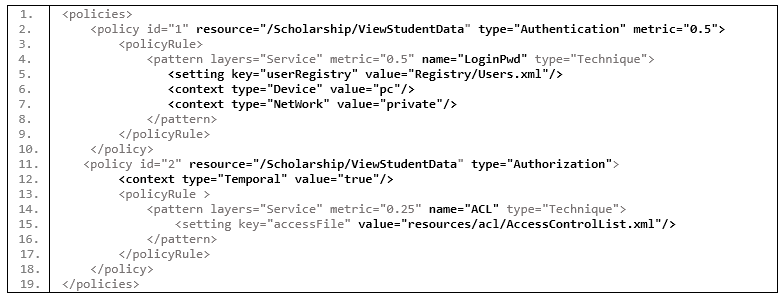 1. <policies>
2. <policy id="1" resource="/Scholarship/ViewStudentData" type="Authentication" metric="0.5">
3. <policyRule>
4. <pattern layers="Service" metric="0.5" name="LoginPwd" type="Technique">
5. <setting key="userRegistry" value="Registry/Users.xml"/>
6. <context type="Device" value="pc"/>
7. <context type="NetWork" value="private"/>
8. </pattern>
9. </policyRule>
10. </policy>
11. <policy id="2" resource="/Scholarship/ViewStudentData" type="Authorization">
12. <context type="Temporal" value="true"/>
13. <policyRule >
14. <pattern layers="Service" metric="0.25" name="ACL" type="Technique">
15. <setting key="accessFile" value="resources/acl/AccessControlList.xml"/>
16. </pattern>
17. </policyRule>
18. </policy>
19. </policies>